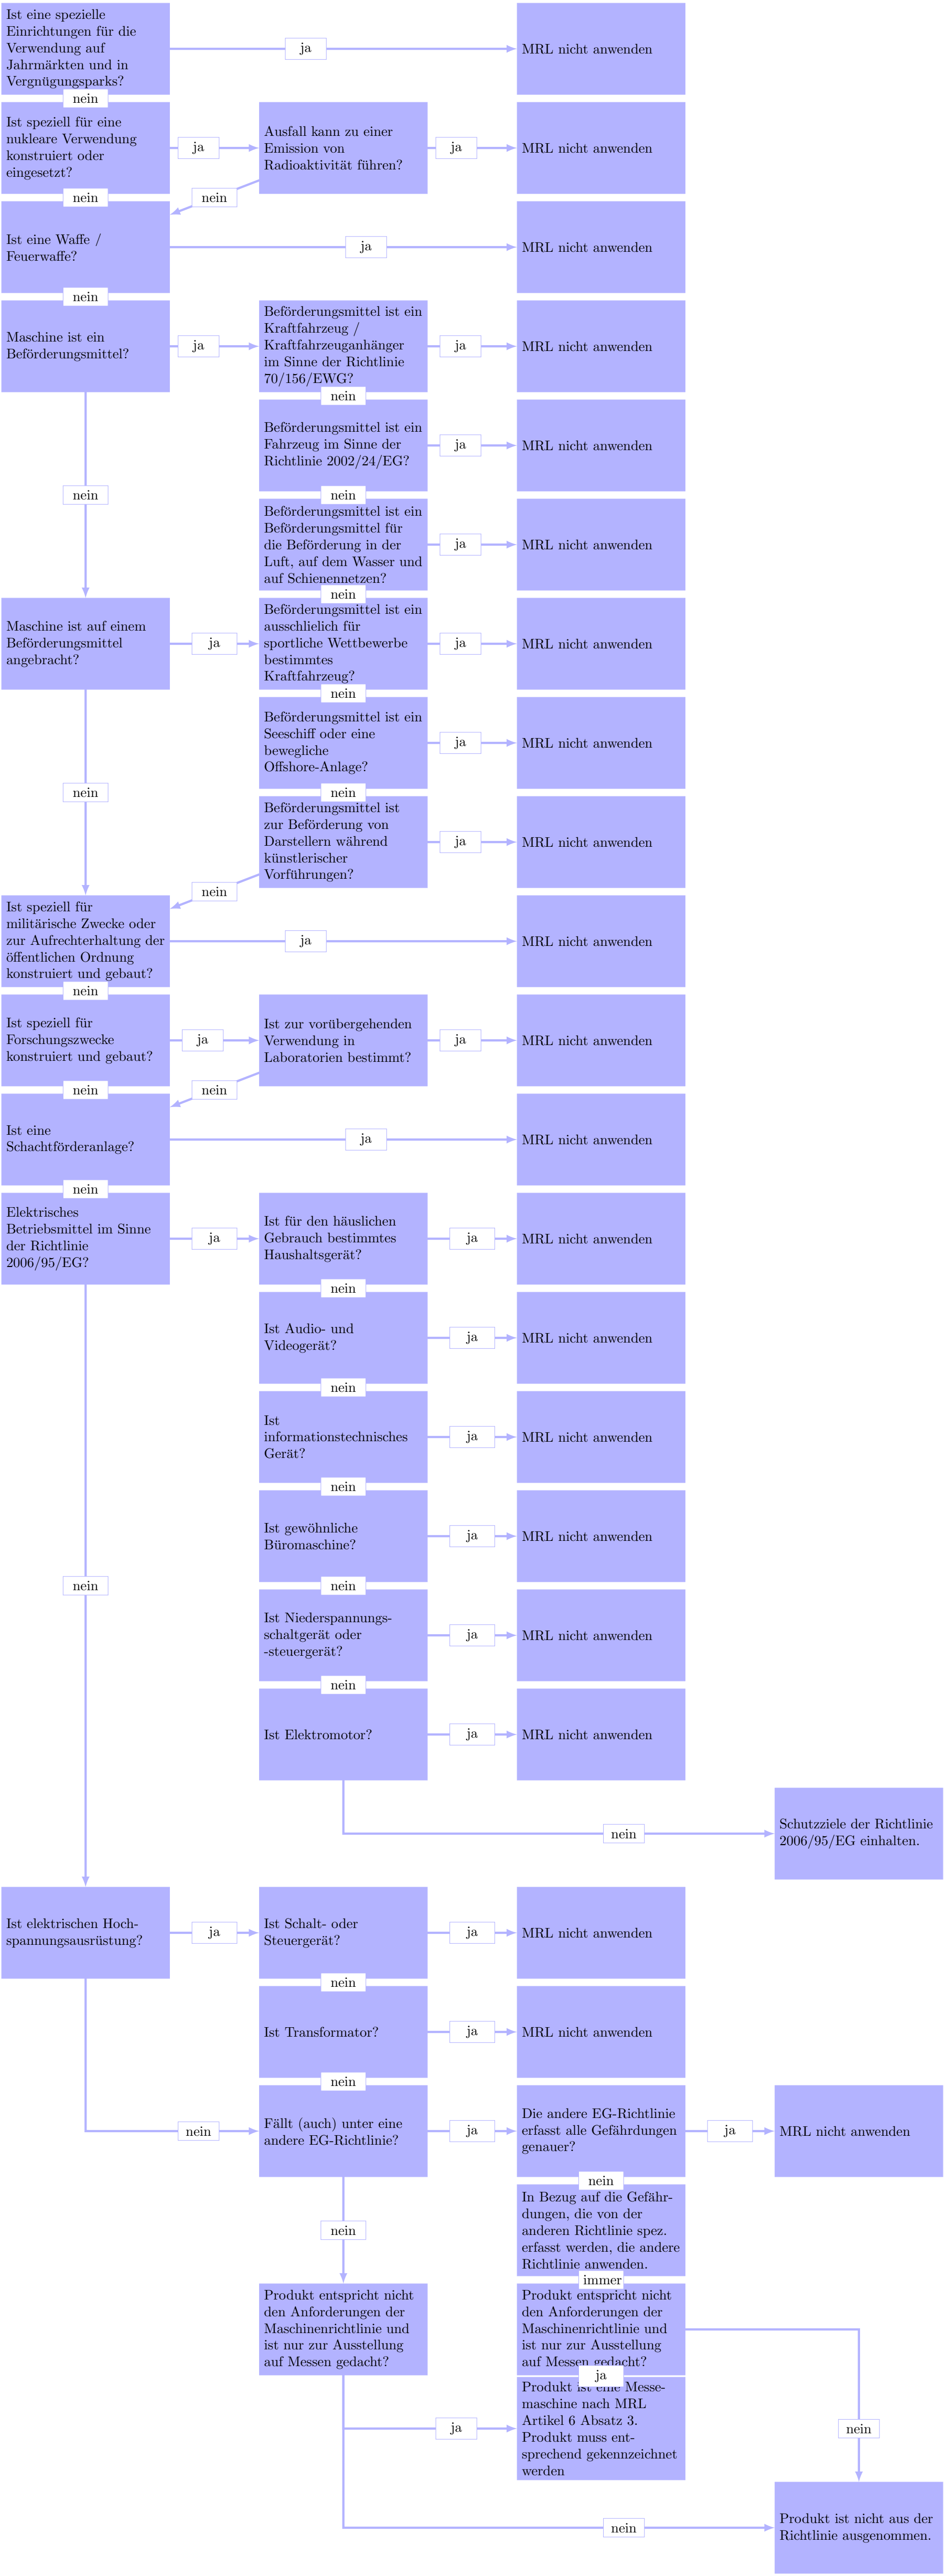 Ist eine spezielle
Einrichtungen für die
Verwendung auf
Jahrmärkten und in
Vergnügungsparks?
ja
MRL nicht anwenden
nein
Ist speziell für eine
nukleare Verwendung
konstruiert oder
eingesetzt?
ja
Ausfall kann zu einer
Emission von
Radioaktivität führen?
ja
MRL nicht anwenden
nein
nein
Ist eine Waffe /
Feuerwaffe?
ja
MRL nicht anwenden
nein
Maschine ist ein
Beförderungsmittel?
ja
Beförderungsmittel ist ein
Kraftfahrzeug /
Kraftfahrzeuganhänger
im Sinne der Richtlinie
70/156/EWG?
ja
MRL nicht anwenden
nein
Beförderungsmittel ist ein
Fahrzeug im Sinne der
Richtlinie 2002/24/EG?
ja
MRL nicht anwenden
nein
nein
Beförderungsmittel ist ein
Beförderungsmittel für
die Beförderung in der
Luft, auf dem Wasser und
auf Schienennetzen?
ja
MRL nicht anwenden
nein
Maschine ist auf einem
Beförderungsmittel
angebracht?
ja
Beförderungsmittel ist ein
ausschlielich für
sportliche Wettbewerbe
bestimmtes
Kraftfahrzeug?
ja
MRL nicht anwenden
nein
Beförderungsmittel ist ein
Seeschiff oder eine
bewegliche
Offshore-Anlage?
ja
MRL nicht anwenden
nein
nein
Beförderungsmittel ist
zur Beförderung von
Darstellern während
künstlerischer
Vorführungen?
ja
MRL nicht anwenden
nein
Ist speziell für
militärische Zwecke oder
zur Aufrechterhaltung der
öffentlichen Ordnung
konstruiert und gebaut?
ja
MRL nicht anwenden
nein
Ist speziell für
Forschungszwecke
konstruiert und gebaut?
ja
Ist zur vorübergehenden
Verwendung in
Laboratorien bestimmt?
ja
MRL nicht anwenden
nein
nein
Ist eine
Schachtförderanlage?
ja
MRL nicht anwenden
nein
Elektrisches
Betriebsmittel im Sinne
der Richtlinie
2006/95/EG?
ja
Ist für den häuslichen
Gebrauch bestimmtes
Haushaltsgerät?
ja
MRL nicht anwenden
nein
Ist Audio- und
Videogerät?
ja
MRL nicht anwenden
nein
Ist
informationstechnisches
Gerät?
ja
MRL nicht anwenden
nein
Ist gewöhnliche
Büromaschine?
ja
MRL nicht anwenden
nein
nein
Ist Niederspannungs-
schaltgerät oder
-steuergerät?
ja
MRL nicht anwenden
nein
Ist Elektromotor?
ja
MRL nicht anwenden
nein
Schutzziele der Richtlinie
2006/95/EG einhalten.
Ist elektrischen Hoch-
spannungsausrüstung?
ja
Ist Schalt- oder
Steuergerät?
ja
MRL nicht anwenden
nein
Ist Transformator?
ja
MRL nicht anwenden
nein
nein
Fällt (auch) unter eine
andere EG-Richtlinie?
ja
Die andere EG-Richtlinie
erfasst alle Gefährdungen
genauer?
ja
MRL nicht anwenden
nein
nein
In Bezug auf die Gefähr-
dungen, die von der
anderen Richtlinie spez.
erfasst werden, die andere
Richtlinie anwenden.
immer
Produkt entspricht nicht
den Anforderungen der
Maschinenrichtlinie und
ist nur zur Ausstellung
auf Messen gedacht?
Produkt entspricht nicht
den Anforderungen der
Maschinenrichtlinie und
ist nur zur Ausstellung
auf Messen gedacht?
ja
ja
Produkt ist eine Messe-
maschine nach MRL
Artikel 6 Absatz 3.
Produkt muss ent-
sprechend gekennzeichnet
werden
nein
nein
Produkt ist nicht aus der
Richtlinie ausgenommen.